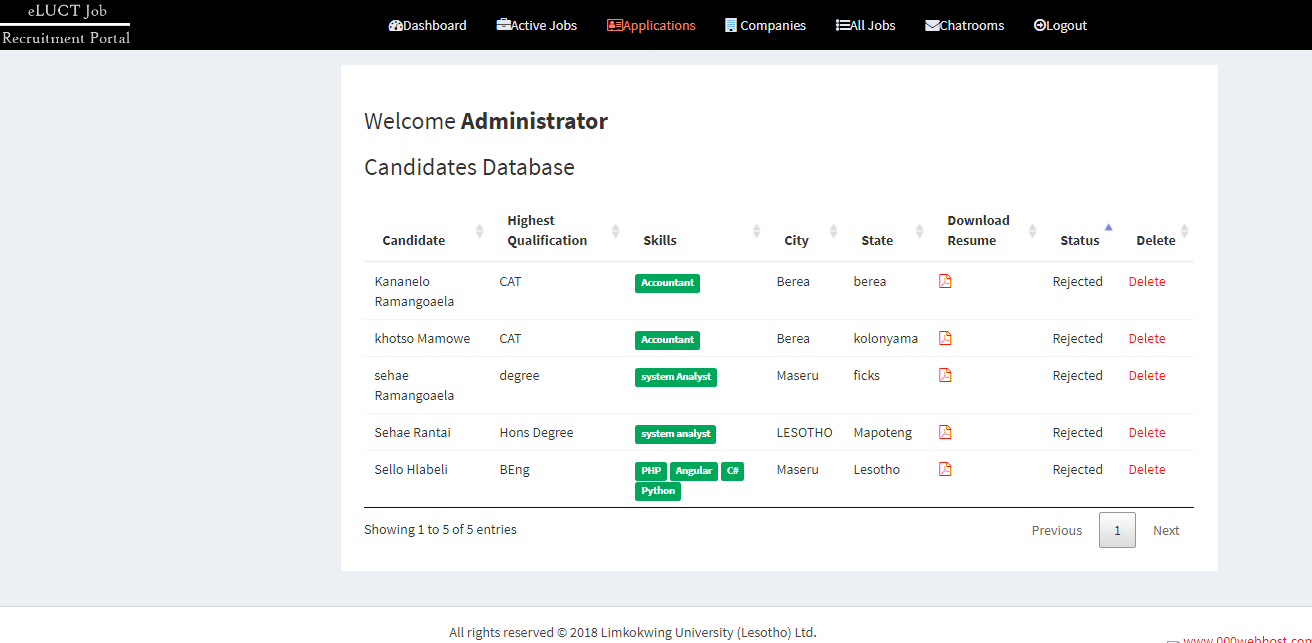 eLUCT Job
Recruitment Portal
Dashboard Active Jobs Applications Companies All Jobs Chatrooms Logout
Welcome Administrator
Candidates Database
Candidate Highest Qualification Skills City State Download Resume Status Delete
Kananelo Ramangoaela CAT Accountant Berea berea Rejected Delete
khotso Mamowe CAT Accountant Berea kolonyama Rejected Delete
sehae Ramangoaela degree system Analyst Maseru ficks Rejected Delete
Sehae Rantai Hons Degree system analyst LESOTHO Mapoteng Rejected Delete
Sello Hlabeli BEng PHP Angular C# Python Maseru Lesotho Rejected Delete
Showing 1 to 5 of 5 entries Previous 1 Next
All rights reserved © 2018 Limkokwing University (Lesotho) Ltd.
www.000webhost.com